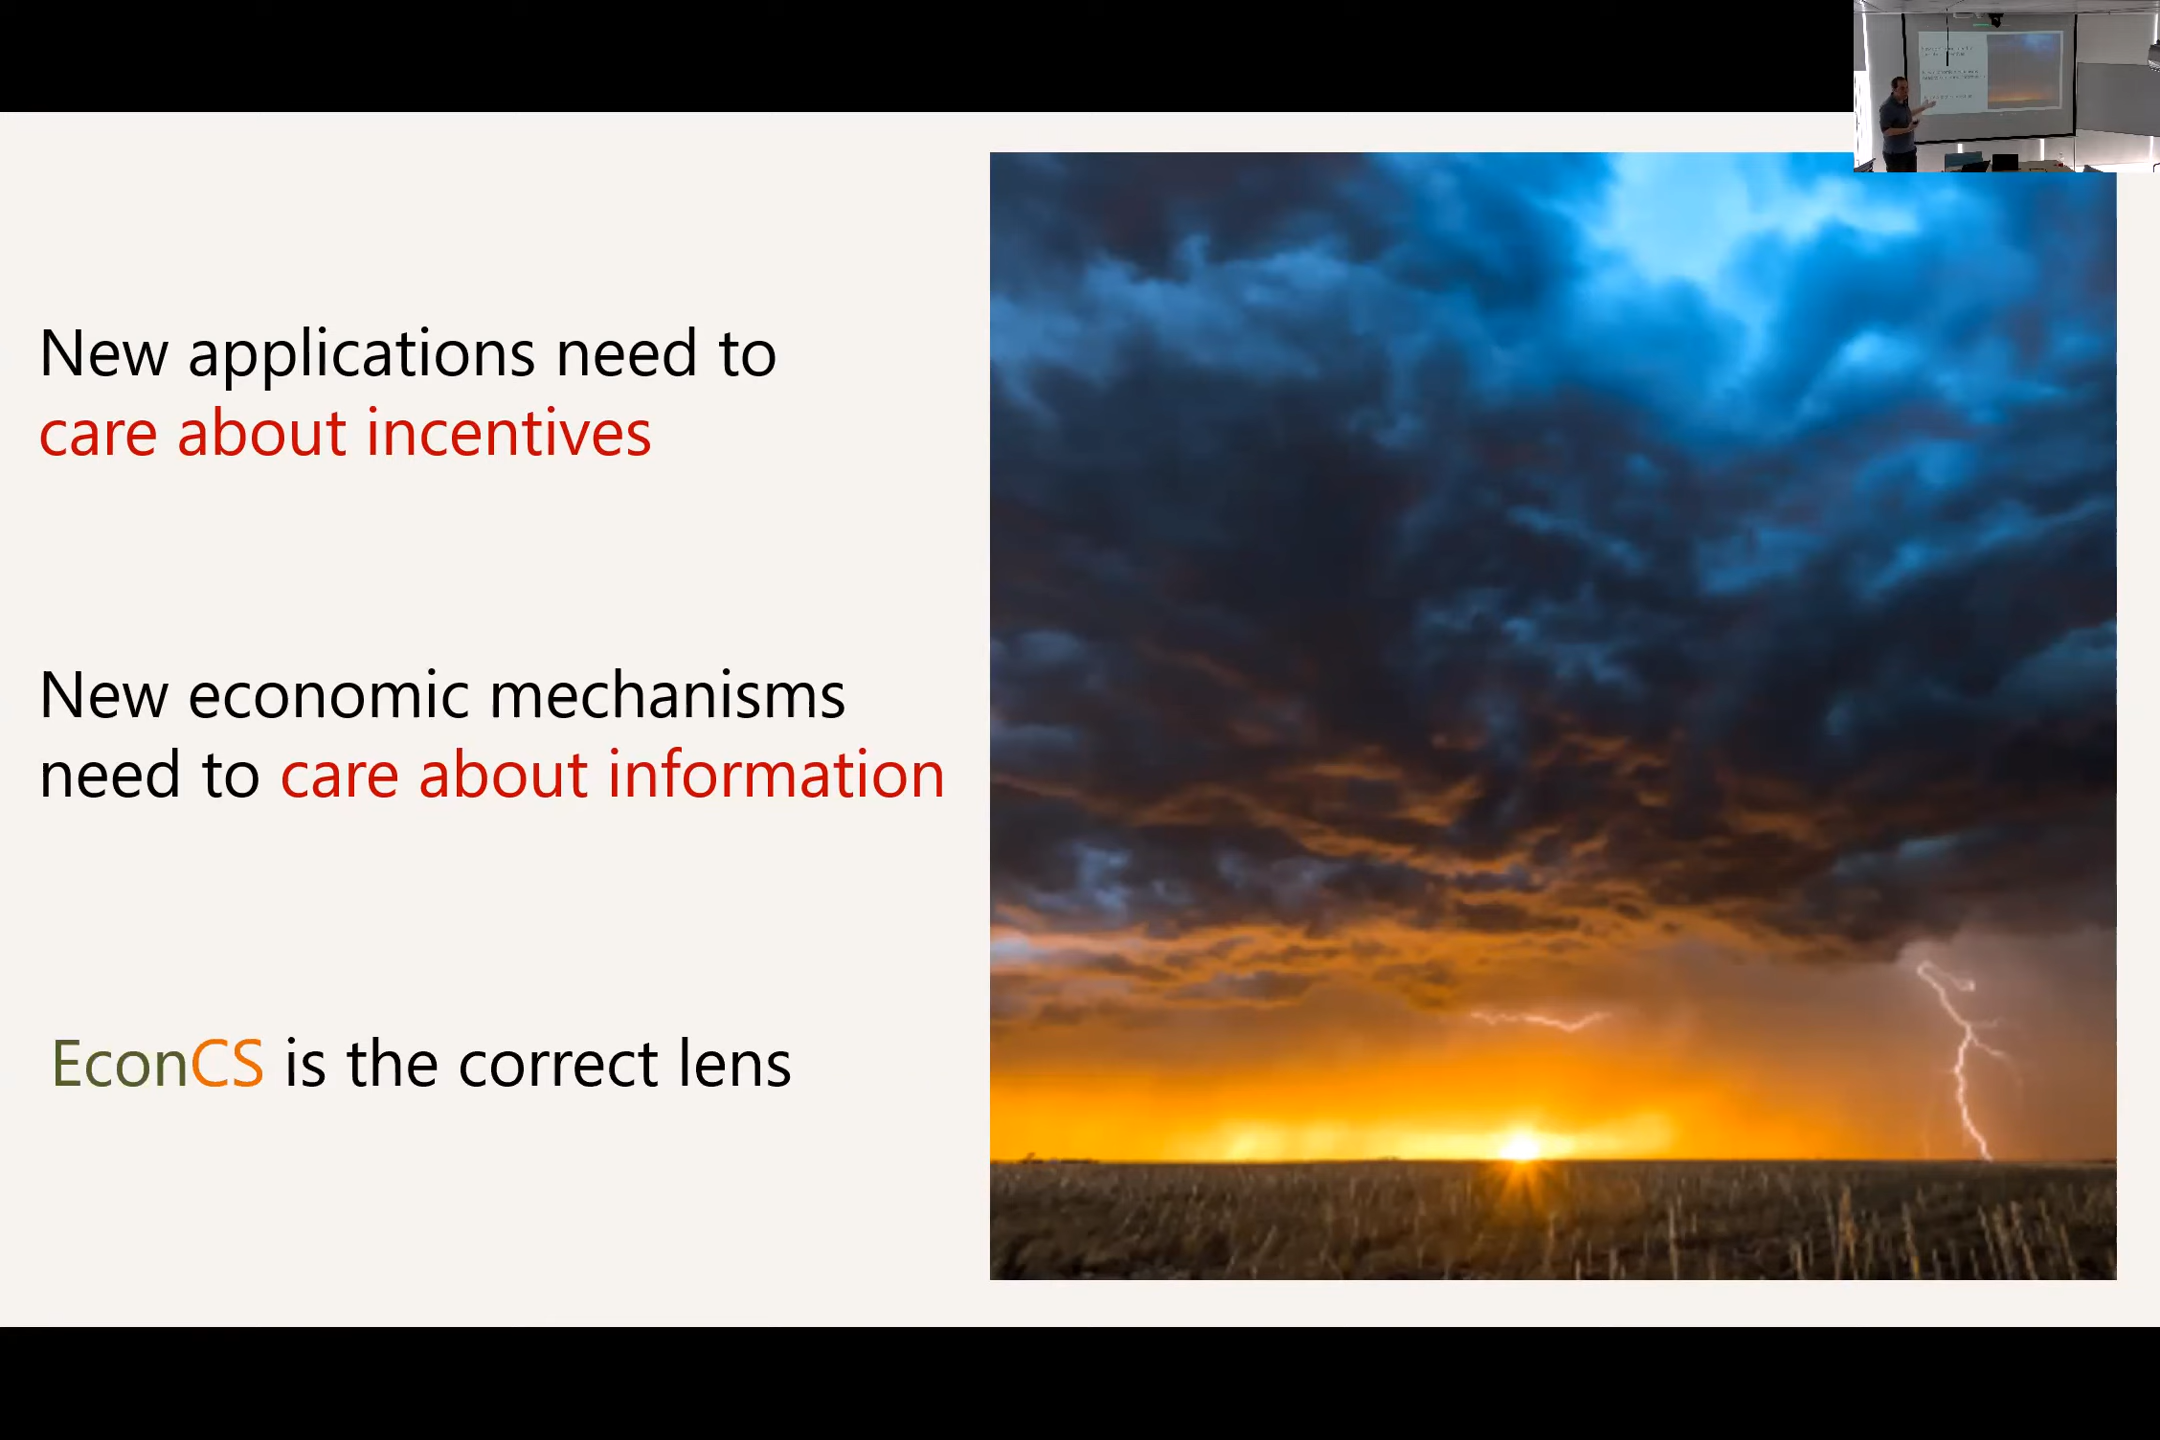 New applications need to
care about incentives
New economic mechanisms
need to care about information
EconCS is the correct lens